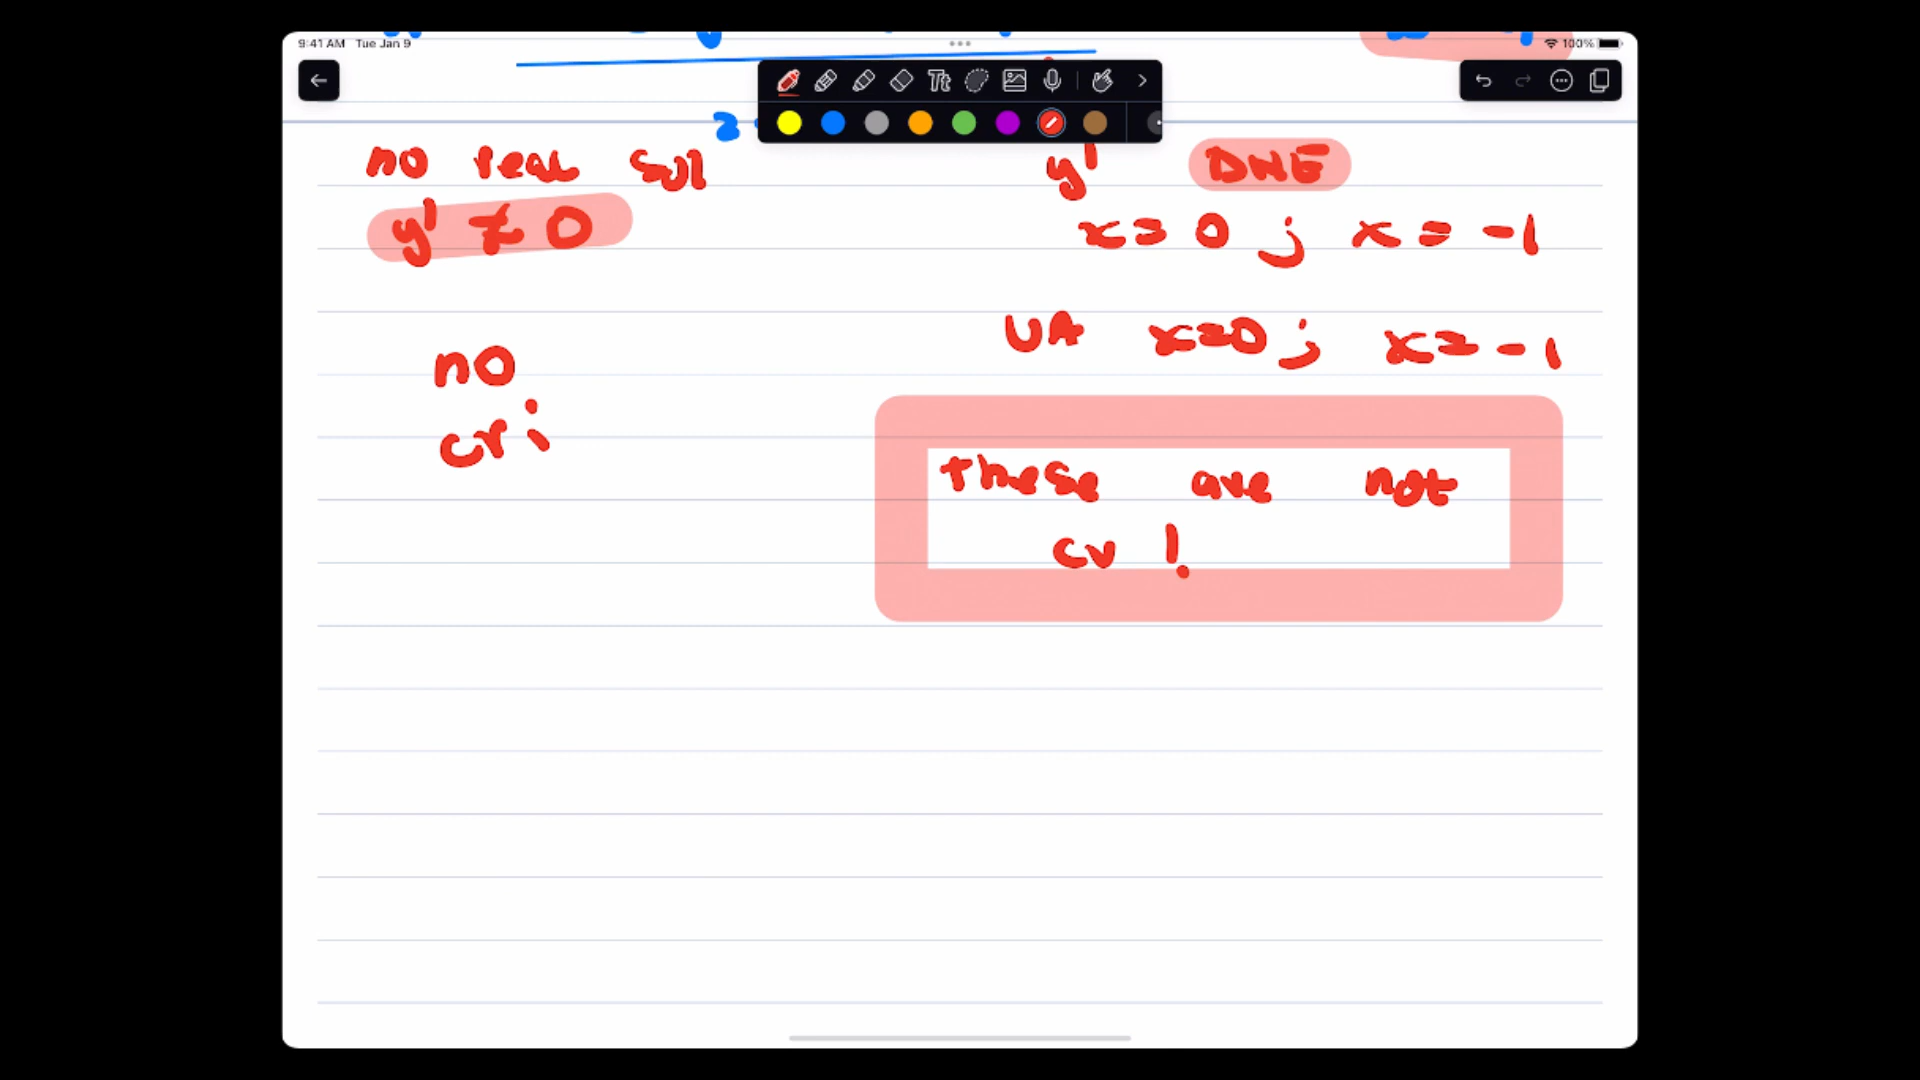 9:41 AM Tue Jan 9
100%
Tt
no real sol
y' ≠ 0
y' DNE
x = 0 ; x = -1
VA x=0 ; x = -1
no
cri
these are not
cv !